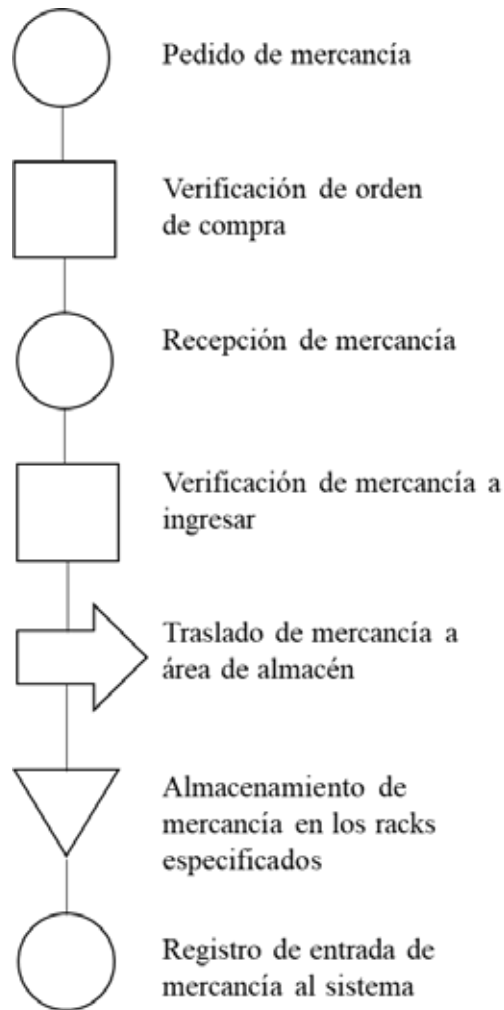 Pedido de mercancía
Verificación de orden
de compra
Recepción de mercancía
Verificación de mercancía a
ingresar
Traslado de mercancía a
área de almacén
Almacenamiento de
mercancía en los racks
especificados
Registro de entrada de
mercancía al sistema